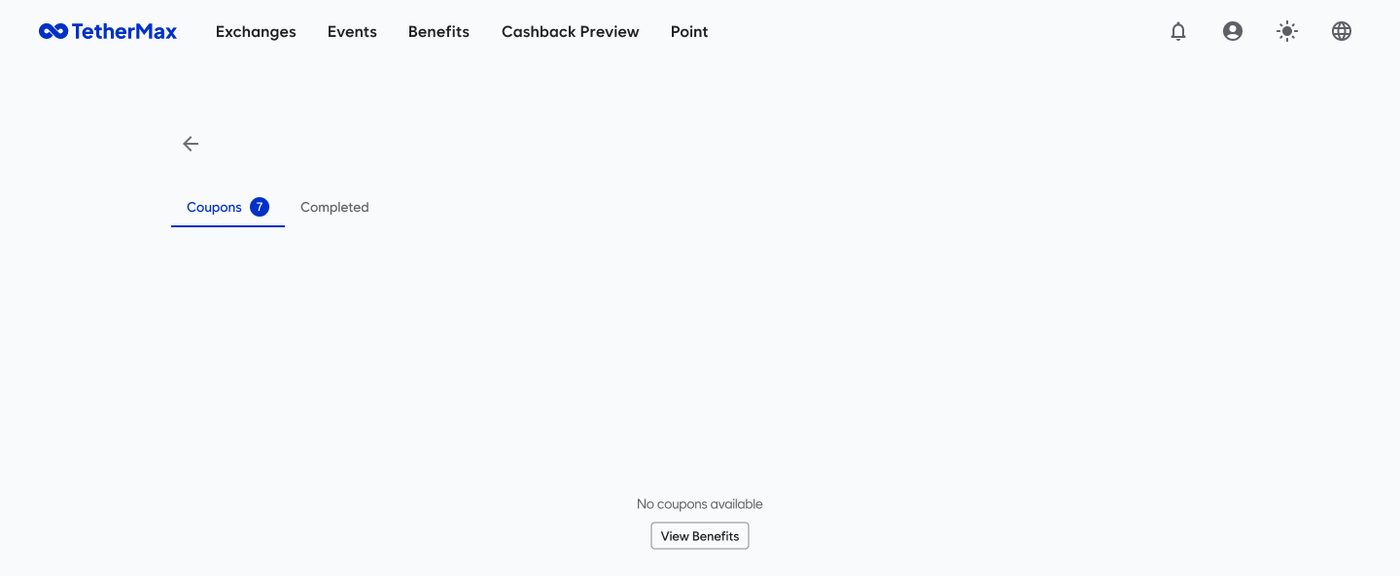 TetherMax Exchanges Events Benefits Cashback Preview Point
Coupons 7 Completed
No coupons available
View Benefits